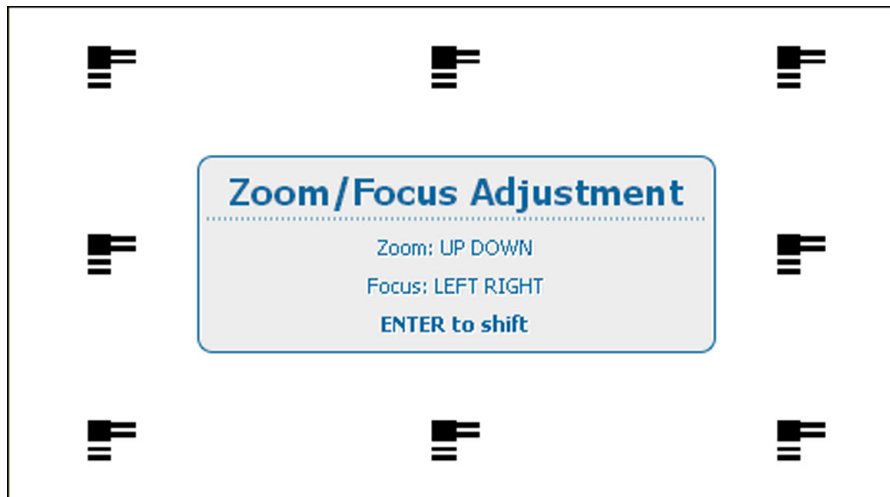 Zoom/Focus Adjustment
Zoom: UP DOWN
Focus: LEFT RIGHT
ENTER to shift